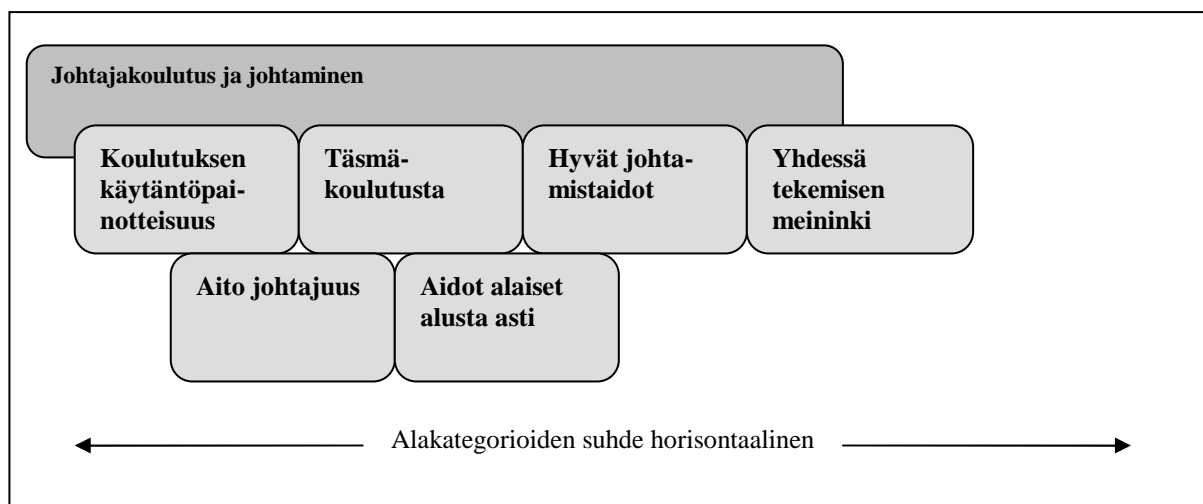 Johtajakoulutus ja johtaminen
Koulutuksen
käytäntöpai-
notteisuus
Täsmä-
koulutusta
Hyvät johta-
mistaidot
Yhdessä
tekemisen
meininki
Aito johtajuus
Aidot alaiset
alusta asti
Alakategorioiden suhde horisontaalinen